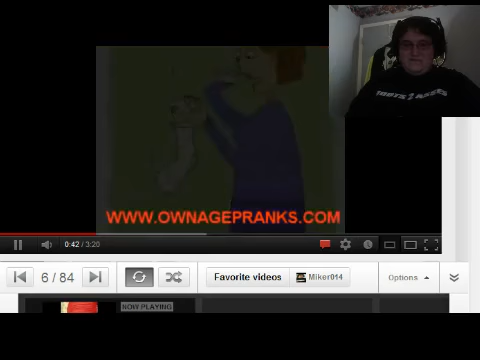 WWW.OWNAGEPRANKS.COM
0:42 / 3:20
6 / 84
Favorite videos
Miker014
Options
NOW PLAYING